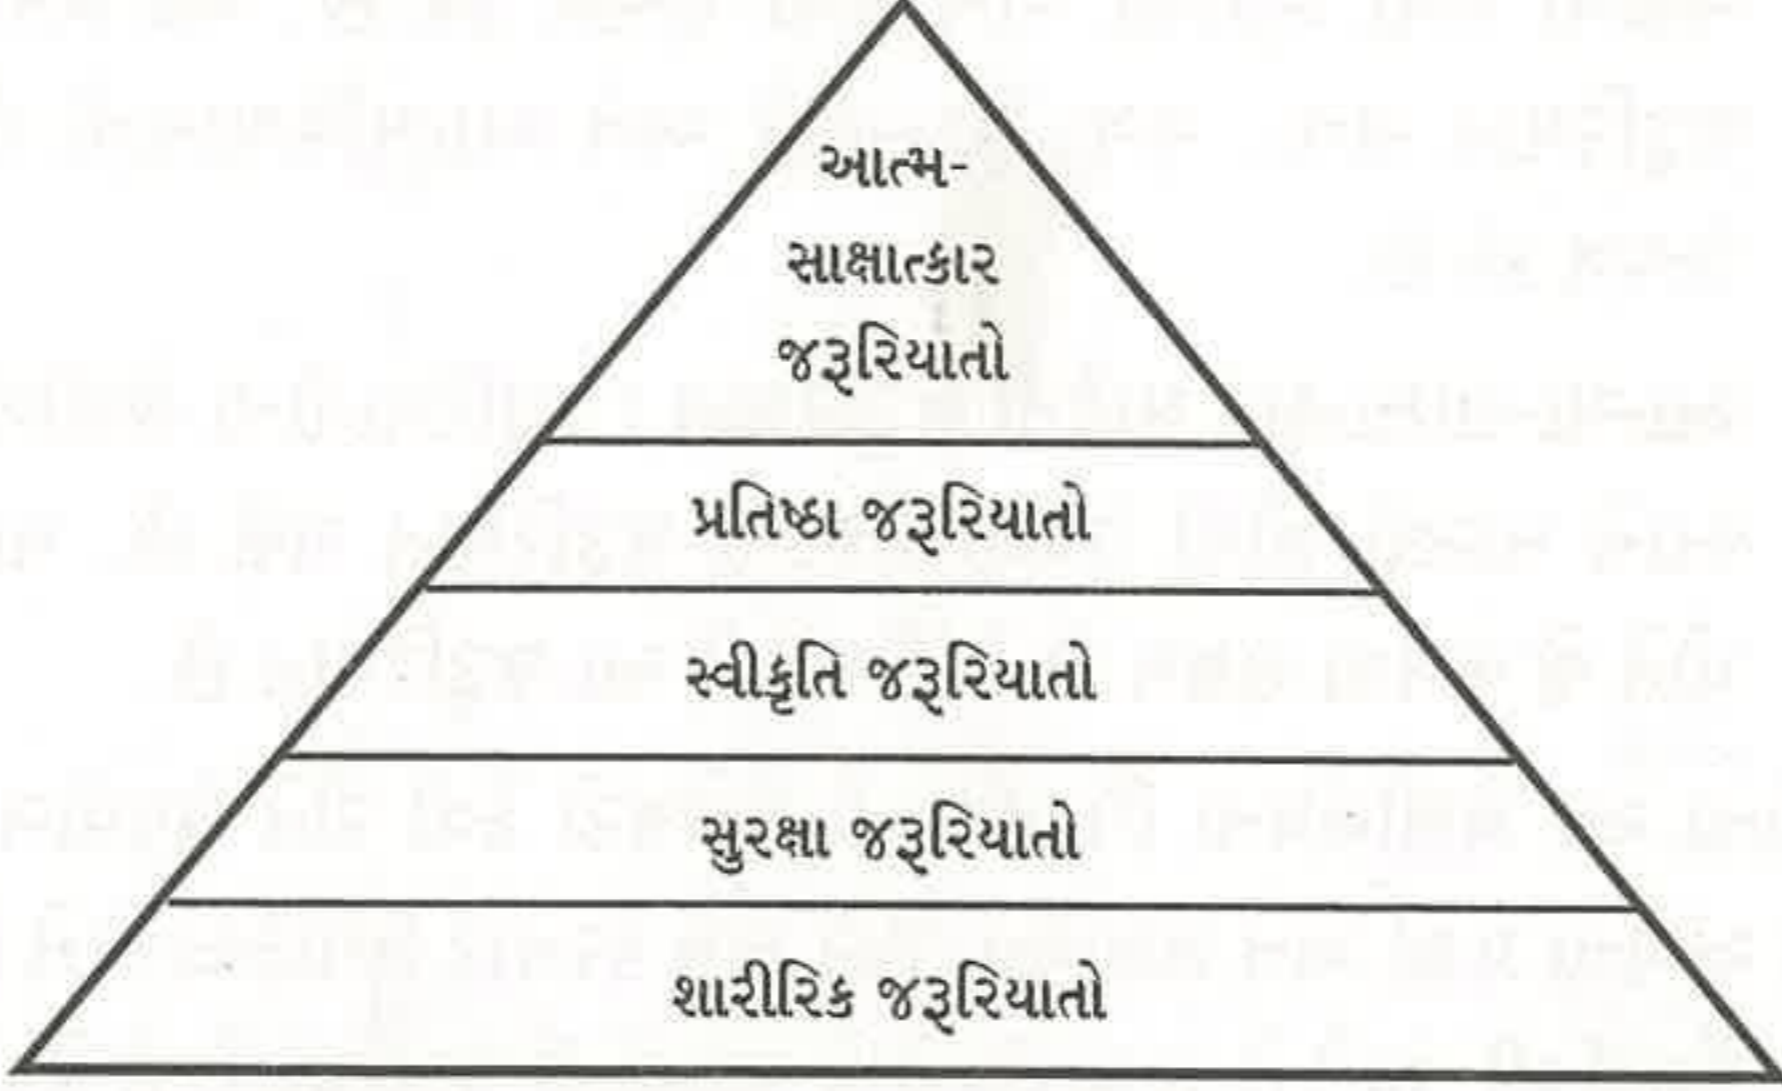 આત્મ-
સાક્ષાત્કાર
જરૂરિયાતો
પ્રતિષ્ઠા જરૂરિયાતો
સ્વીકૃતિ જરૂરિયાતો
સુરક્ષા જરૂરિયાતો
શારીરિક જરૂરિયાતો